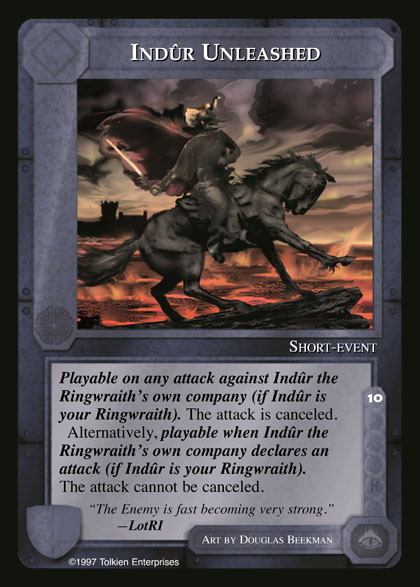 INDÛR UNLEASHED
SHORT-EVENT
Playable on any attack against Indûr the
Ringwraith's own company (if Indûr is
your Ringwraith). The attack is canceled.
Alternatively, playable when Indûr the
Ringwraith's own company declares an
attack (if Indûr is your Ringwraith).
The attack cannot be canceled.
10
H
"The Enemy is fast becoming very strong."
—LotRI
ART BY DOUGLAS BEEKMAN
©1997 Tolkien Enterprises